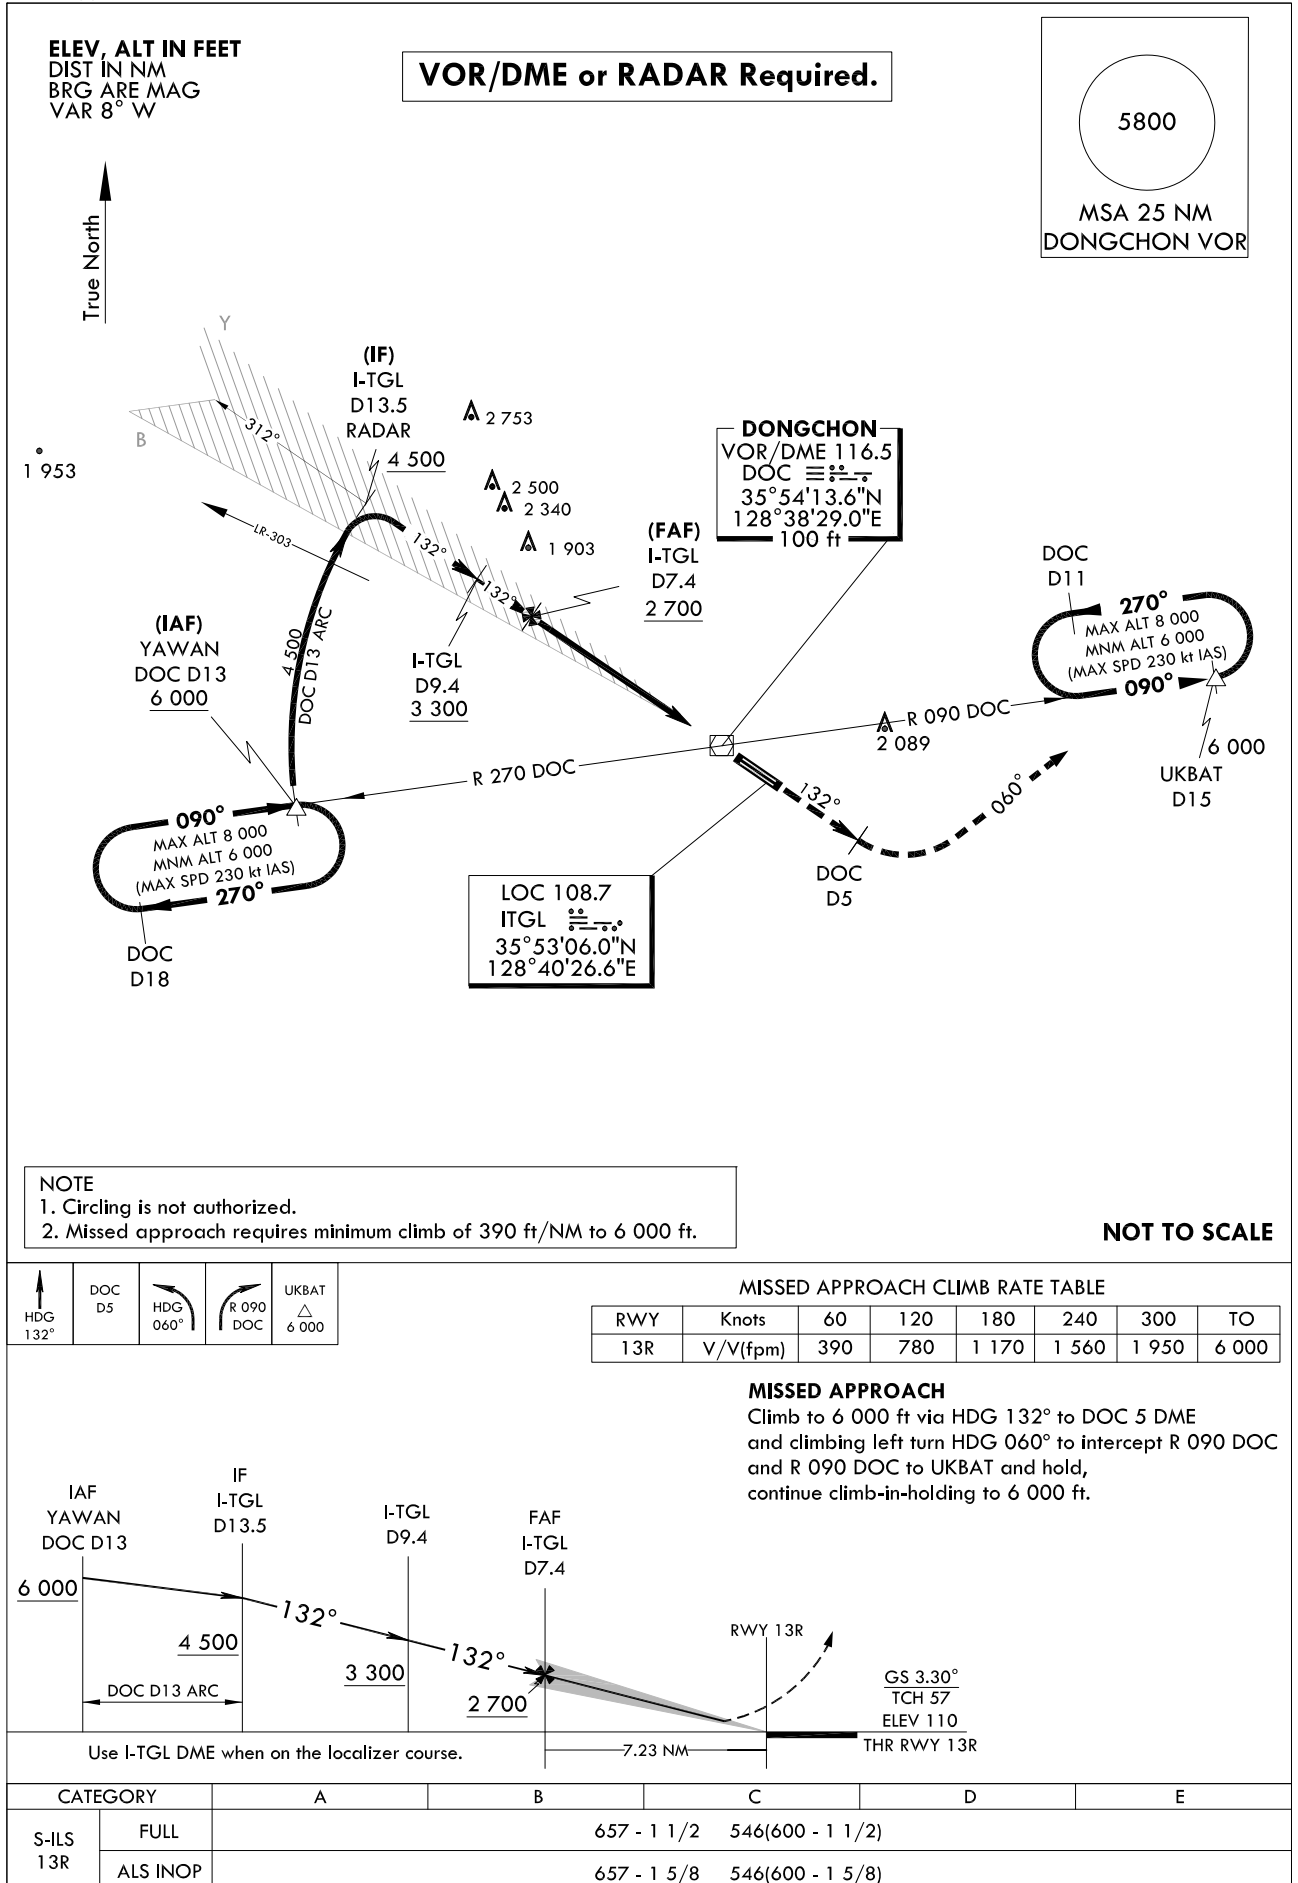 ELEV, ALT IN FEET
DIST IN NM
BRG ARE MAG
VAR 8° W
VOR/DME or RADAR Required.
5800
MSA 25 NM
DONGCHON VOR
True North
Y
B
312°
1 953
(IF)
I-TGL
D13.5
RADAR
4 500
2 753
2 500
2 340
1 903
DONGCHON
VOR/DME 116.5
DOC
35°54'13.6"N
128°38'29.0"E
100 ft
(FAF)
I-TGL
D7.4
2 700
LR-303
132°
132°
I-TGL
D9.4
3 300
(IAF)
YAWAN
DOC D13
6 000
4 500
DOC D13 ARC
DOC
D11
270°
MAX ALT 8 000
MNM ALT 6 000
(MAX SPD 230 kt IAS)
090°
R 090 DOC
2 089
6 000
UKBAT
D15
R 270 DOC
090°
MAX ALT 8 000
MNM ALT 6 000
(MAX SPD 230 kt IAS)
270°
DOC
D18
132°
060°
DOC
D5
LOC 108.7
ITGL
35°53'06.0"N
128°40'26.6"E
NOTE
1. Circling is not authorized.
2. Missed approach requires minimum climb of 390 ft/NM to 6 000 ft.
NOT TO SCALE
HDG
132°
DOC
D5
HDG
060°
R 090
DOC
UKBAT
6 000
MISSED APPROACH CLIMB RATE TABLE
RWY Knots 60 120 180 240 300 TO
13R V/V(fpm) 390 780 1 170 1 560 1 950 6 000
MISSED APPROACH
Climb to 6 000 ft via HDG 132° to DOC 5 DME
and climbing left turn HDG 060° to intercept R 090 DOC
and R 090 DOC to UKBAT and hold,
continue climb-in-holding to 6 000 ft.
IAF
YAWAN
DOC D13
IF
I-TGL
D13.5
I-TGL
D9.4
FAF
I-TGL
D7.4
6 000
132°
4 500
132°
3 300
2 700
DOC D13 ARC
RWY 13R
GS 3.30°
TCH 57
ELEV 110
THR RWY 13R
Use I-TGL DME when on the localizer course.
7.23 NM
CATEGORY A B C D E
S-ILS
13R
FULL 657 - 1 1/2 546(600 - 1 1/2)
ALS INOP 657 - 1 5/8 546(600 - 1 5/8)